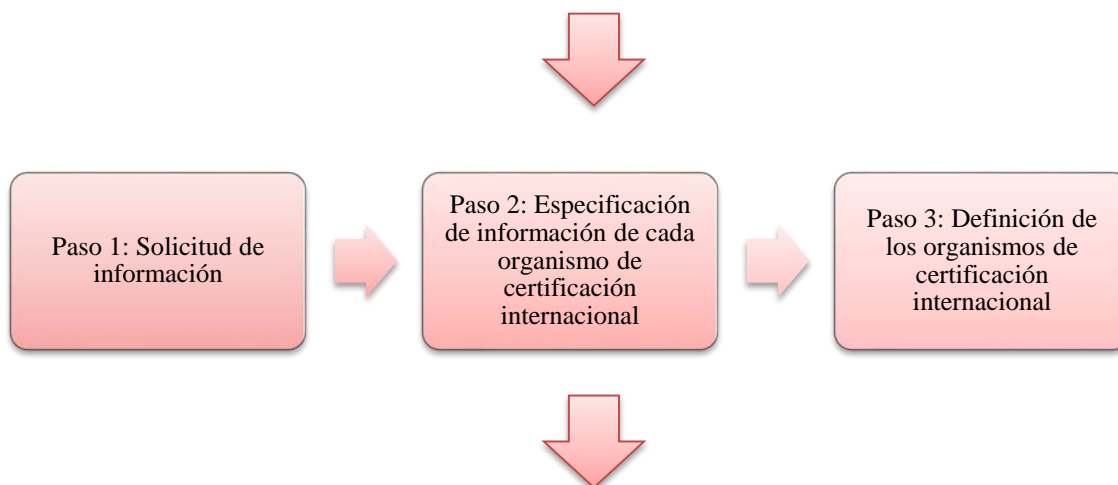 Paso 1: Solicitud de
información
Paso 2: Especificación
de información de cada
organismo de
certificación
internacional
Paso 3: Definición de
los organismos de
certificación
internacional